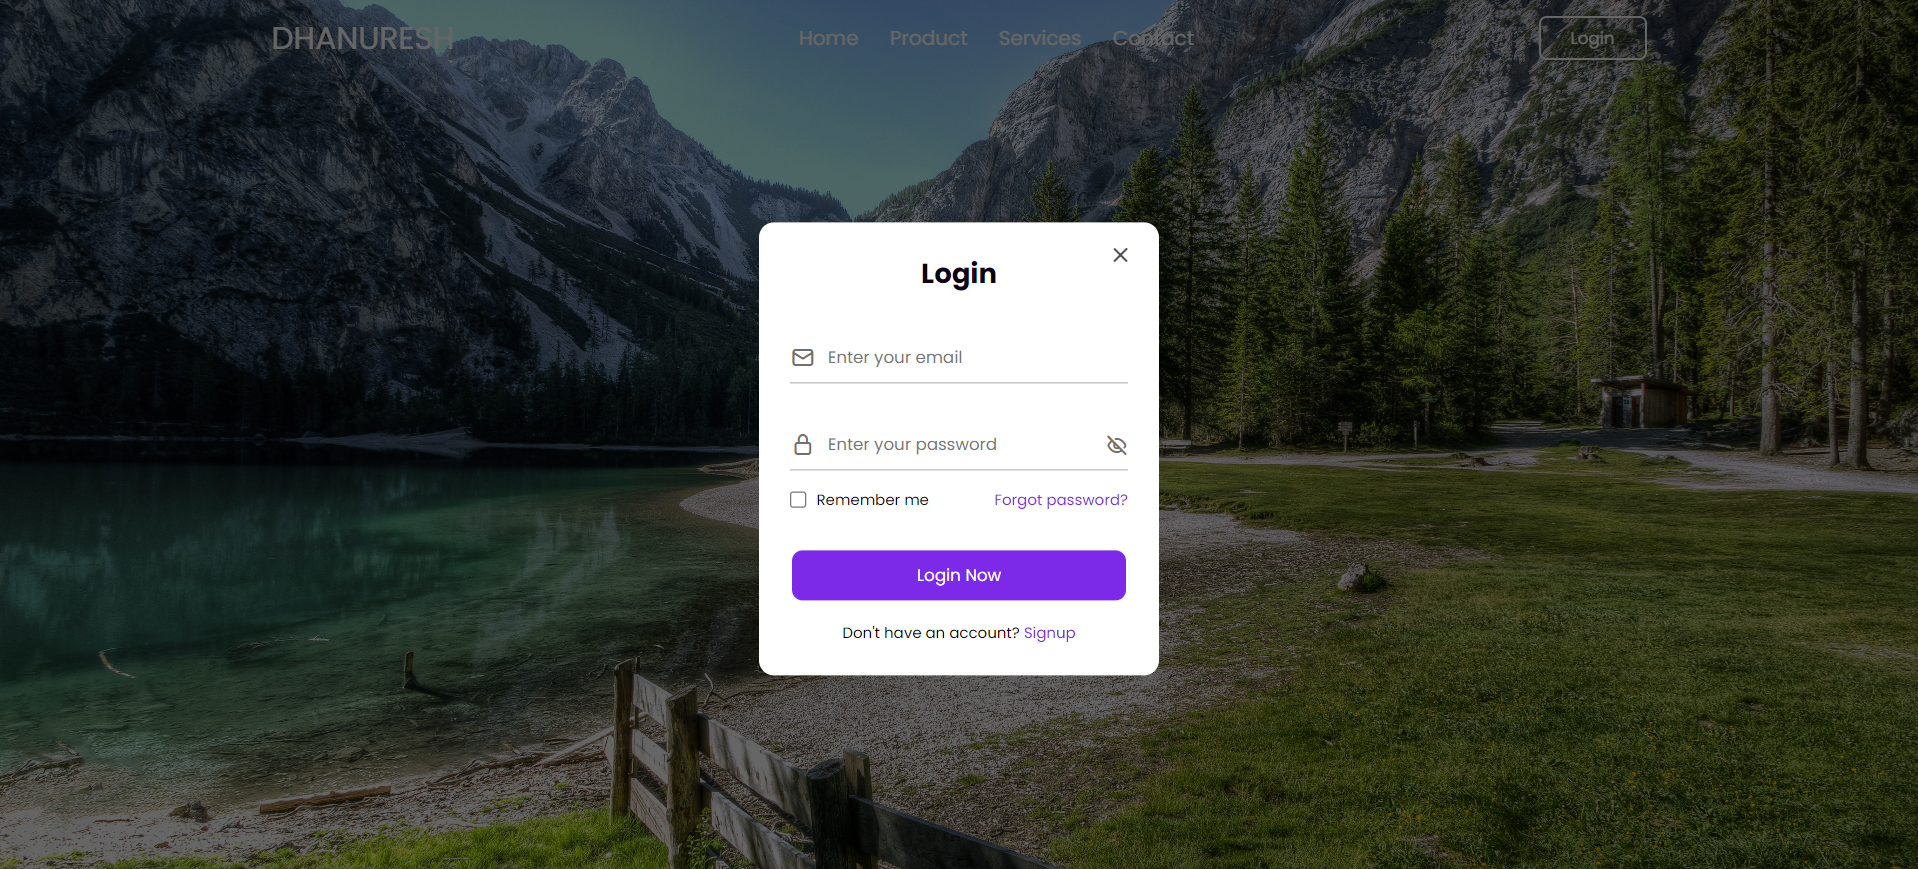 DHANURESH Home Product Services Contact Login
Login
Enter your email
Enter your password
Remember me Forgot password?
Login Now
Don't have an account? Signup